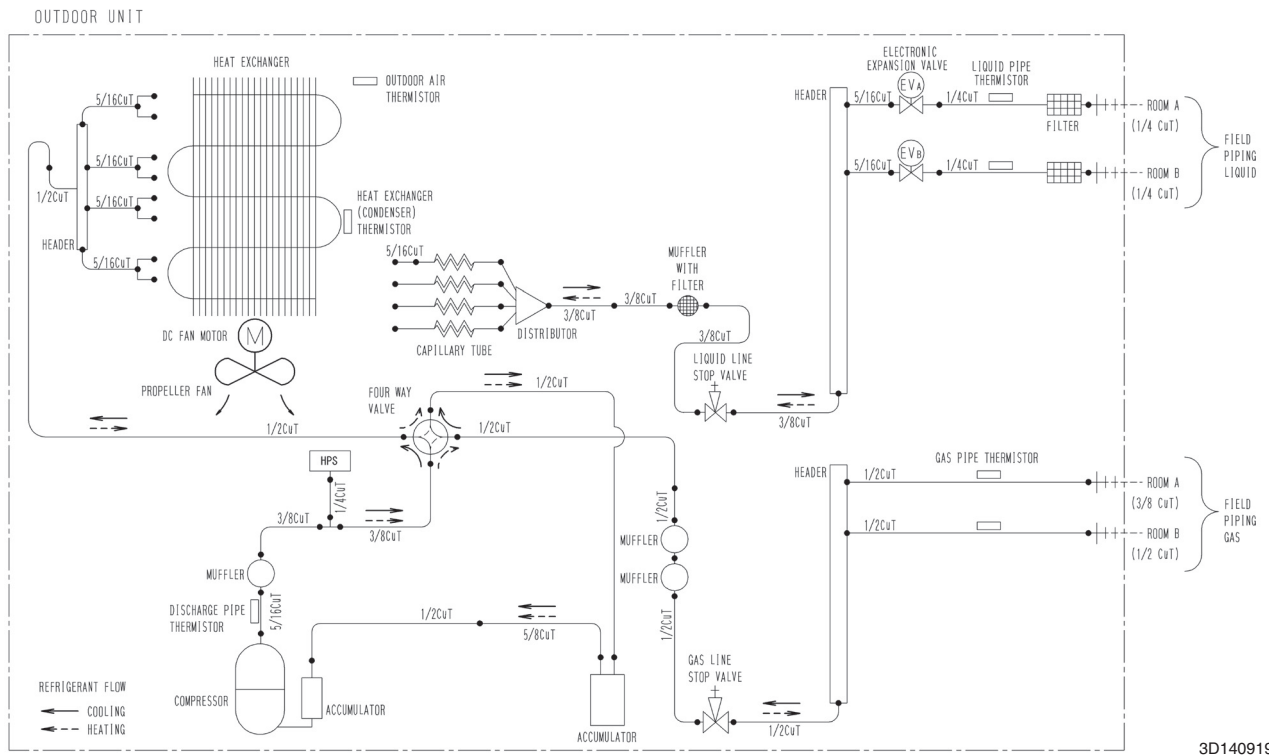 OUTDOOR UNIT
HEAT EXCHANGER
OUTDOOR AIR
THERMISTOR
5/16CuT
5/16CuT
5/16CuT
5/16CuT
1/2CuT
HEADER
HEAT EXCHANGER
(CONDENSER)
THERMISTOR
DC FAN MOTOR
M
PROPELLER FAN
5/16CuT
CAPILLARY TUBE
DISTRIBUTOR
3/8CuT
3/8CuT
MUFFLER
WITH
FILTER
3/8CuT
LIQUID LINE
STOP VALVE
3/8CuT
HEADER
ELECTRONIC
EXPANSION VALVE
LIQUID PIPE
THERMISTOR
5/16CuT
EVA
1/4CuT
FILTER
ROOM A
(1/4 CuT)
5/16CuT
EVB
1/4CuT
ROOM B
(1/4 CuT)
FIELD
PIPING
LIQUID
1/2CuT
FOUR WAY
VALVE
1/2CuT
1/2CuT
HPS
1/4CuT
3/8CuT
3/8CuT
MUFFLER
DISCHARGE PIPE
THERMISTOR
5/16CuT
COMPRESSOR
ACCUMULATOR
1/2CuT
5/8CuT
ACCUMULATOR
1/2CuT
MUFFLER
MUFFLER
1/2CuT
GAS LINE
STOP VALVE
1/2CuT
HEADER
GAS PIPE THERMISTOR
1/2CuT
ROOM A
(3/8 CuT)
1/2CuT
ROOM B
(1/2 CuT)
FIELD
PIPING
GAS
REFRIGERANT FLOW
COOLING
HEATING
3D140919